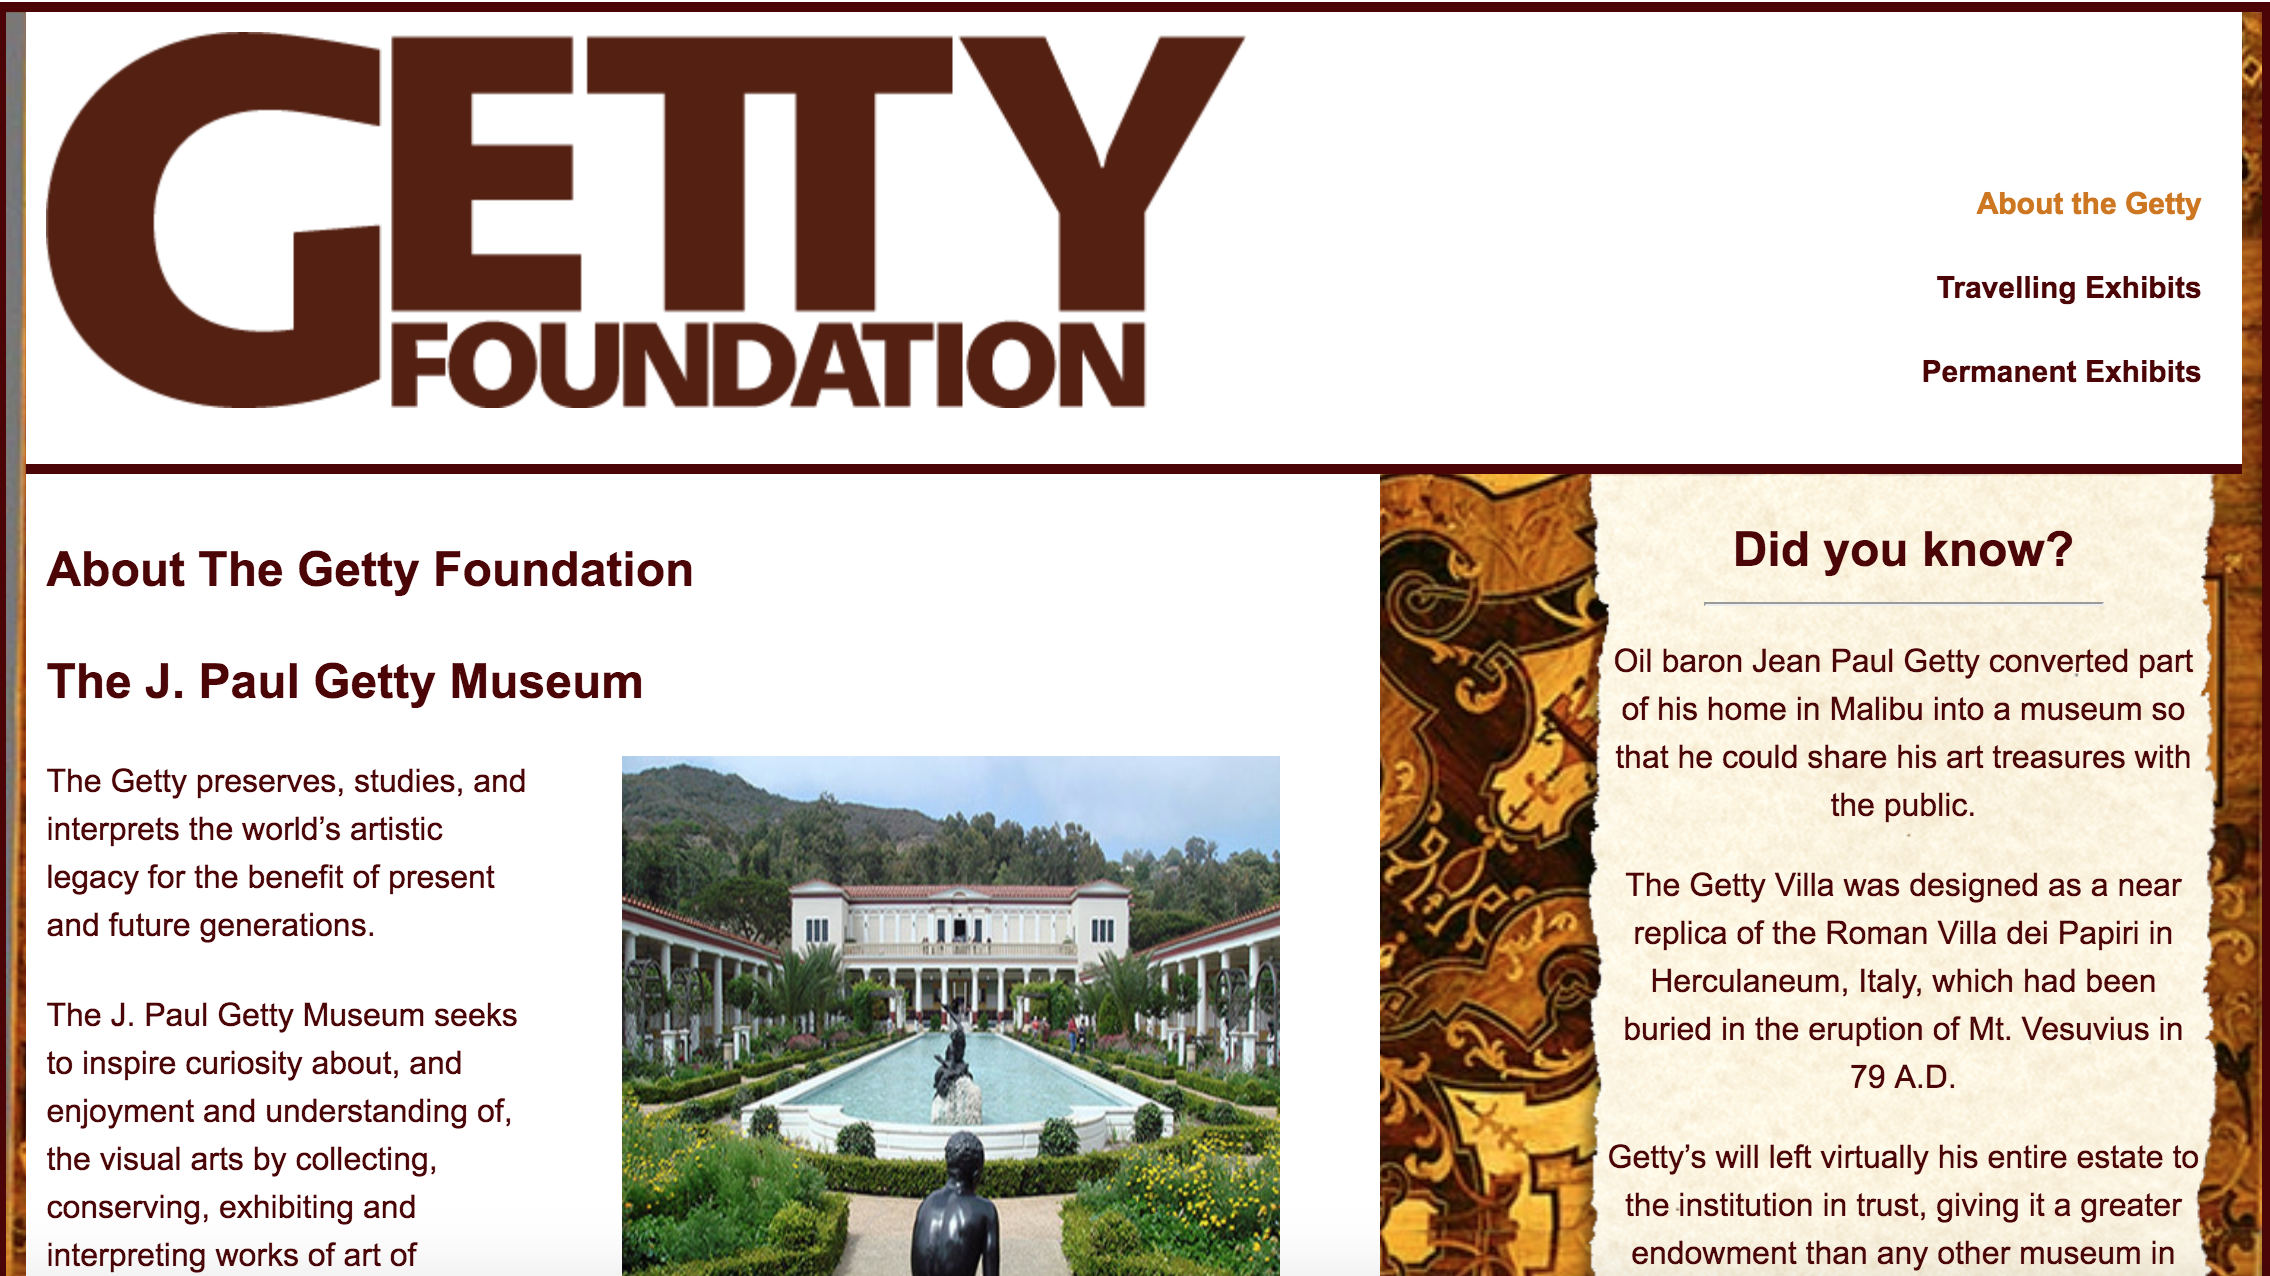 GETTY
FOUNDATION
About the Getty
Travelling Exhibits
Permanent Exhibits
About The Getty Foundation
The J. Paul Getty Museum
The Getty preserves, studies, and
interprets the world’s artistic
legacy for the benefit of present
and future generations.
The J. Paul Getty Museum seeks
to inspire curiosity about, and
enjoyment and understanding of,
the visual arts by collecting,
conserving, exhibiting and
interpreting works of art of
Did you know?
Oil baron Jean Paul Getty converted part
of his home in Malibu into a museum so
that he could share his art treasures with
the public.
The Getty Villa was designed as a near
replica of the Roman Villa dei Papiri in
Herculaneum, Italy, which had been
buried in the eruption of Mt. Vesuvius in
79 A.D.
Getty’s will left virtually his entire estate to
the institution in trust, giving it a greater
endowment than any other museum in